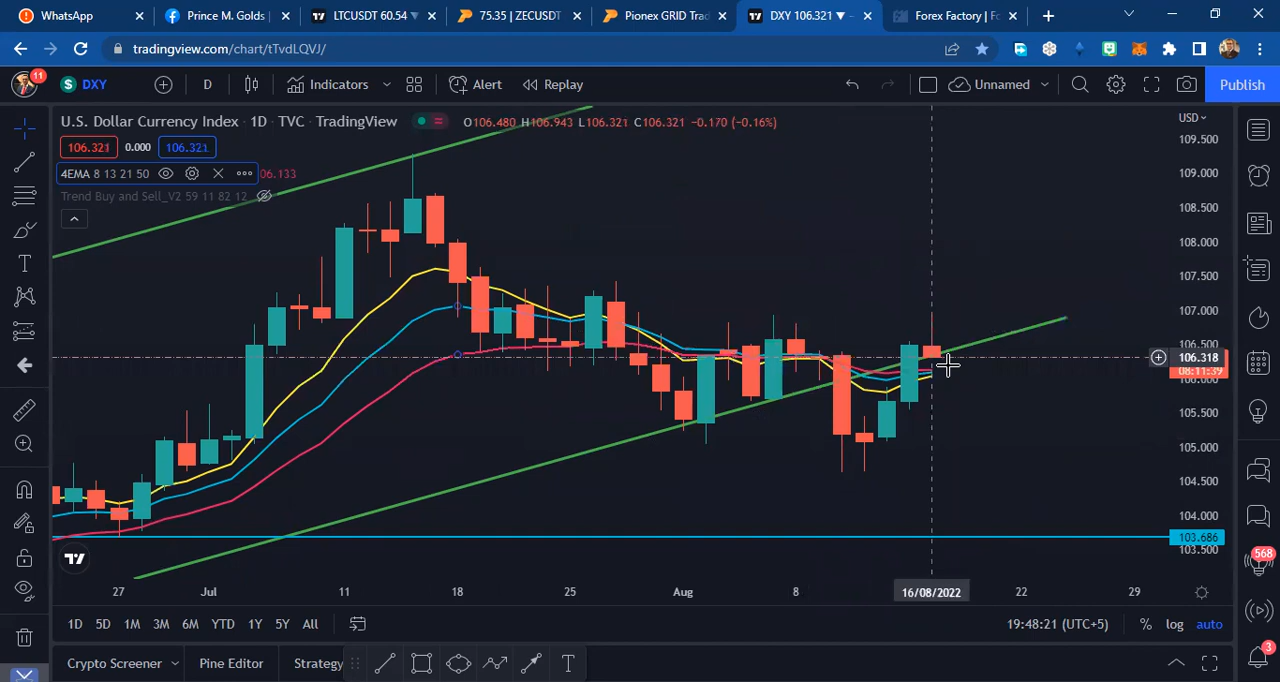 WhatsApp
Prince M. Golds
LTCUSDT 60.54 ▼
75.35 | ZECUSDT
Pionex GRID Tra
DXY 106.321 ▼
Forex Factory | Fo
tradingview.com/chart/tTvdLQVJ/
11
$ DXY
D
Indicators
Alert
Replay
Unnamed
Publish
U.S. Dollar Currency Index · 1D · TVC · TradingView
O106.480 H106.943 L106.321 C106.321 −0.170 (−0.16%)
USD
106.321 0.000 106.321
4EMA 8 13 21 50
06.133
Trend Buy and Sell_V2 59 11 82 12
109.500
109.000
108.500
108.000
107.500
107.000
106.500
106.318
08:11:39
106.000
105.500
105.000
104.500
104.000
103.686
103.500
27 Jul 11 18 25 Aug 8 16/08/2022 22 29
1D 5D 1M 3M 6M YTD 1Y 5Y All
19:48:21 (UTC+5) % log auto
Crypto Screener Pine Editor Strategy
568
3